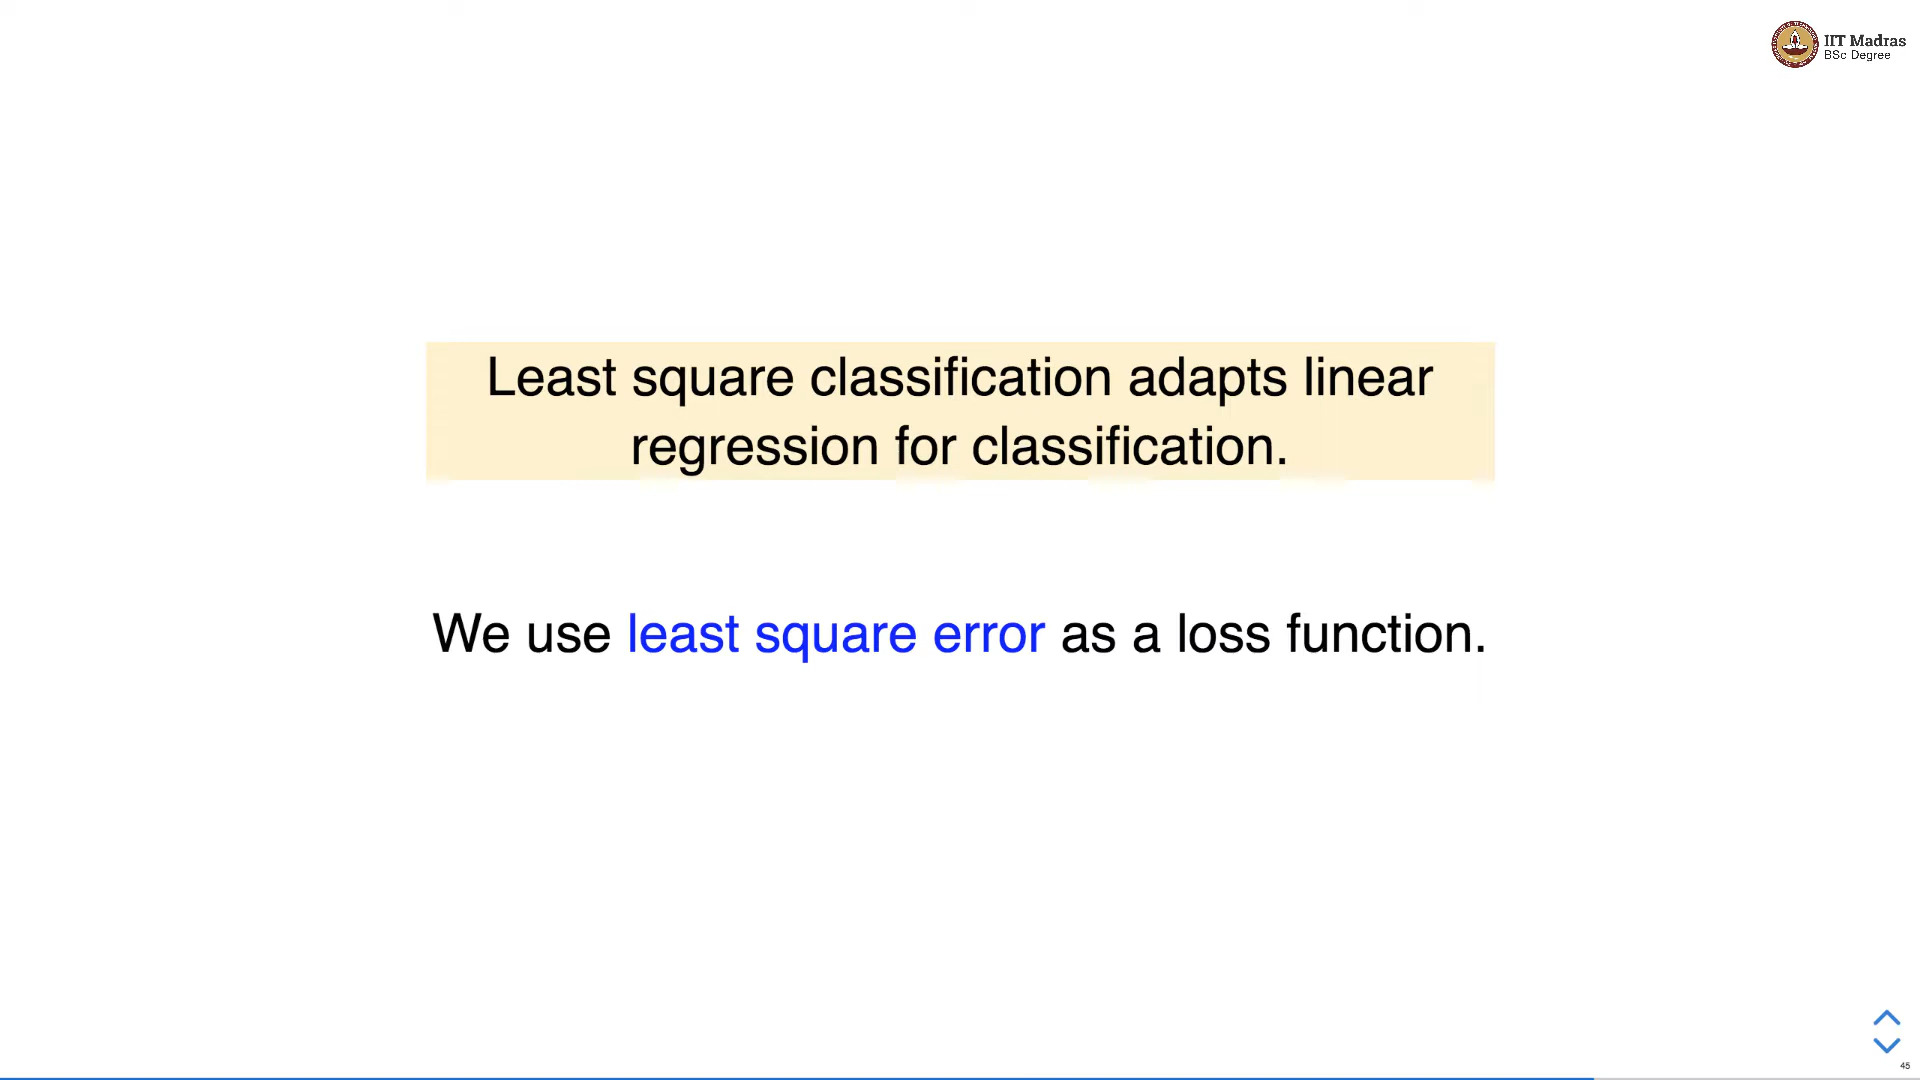 IIT Madras
BSc Degree
Least square classification adapts linear
regression for classification.
We use least square error as a loss function.
45